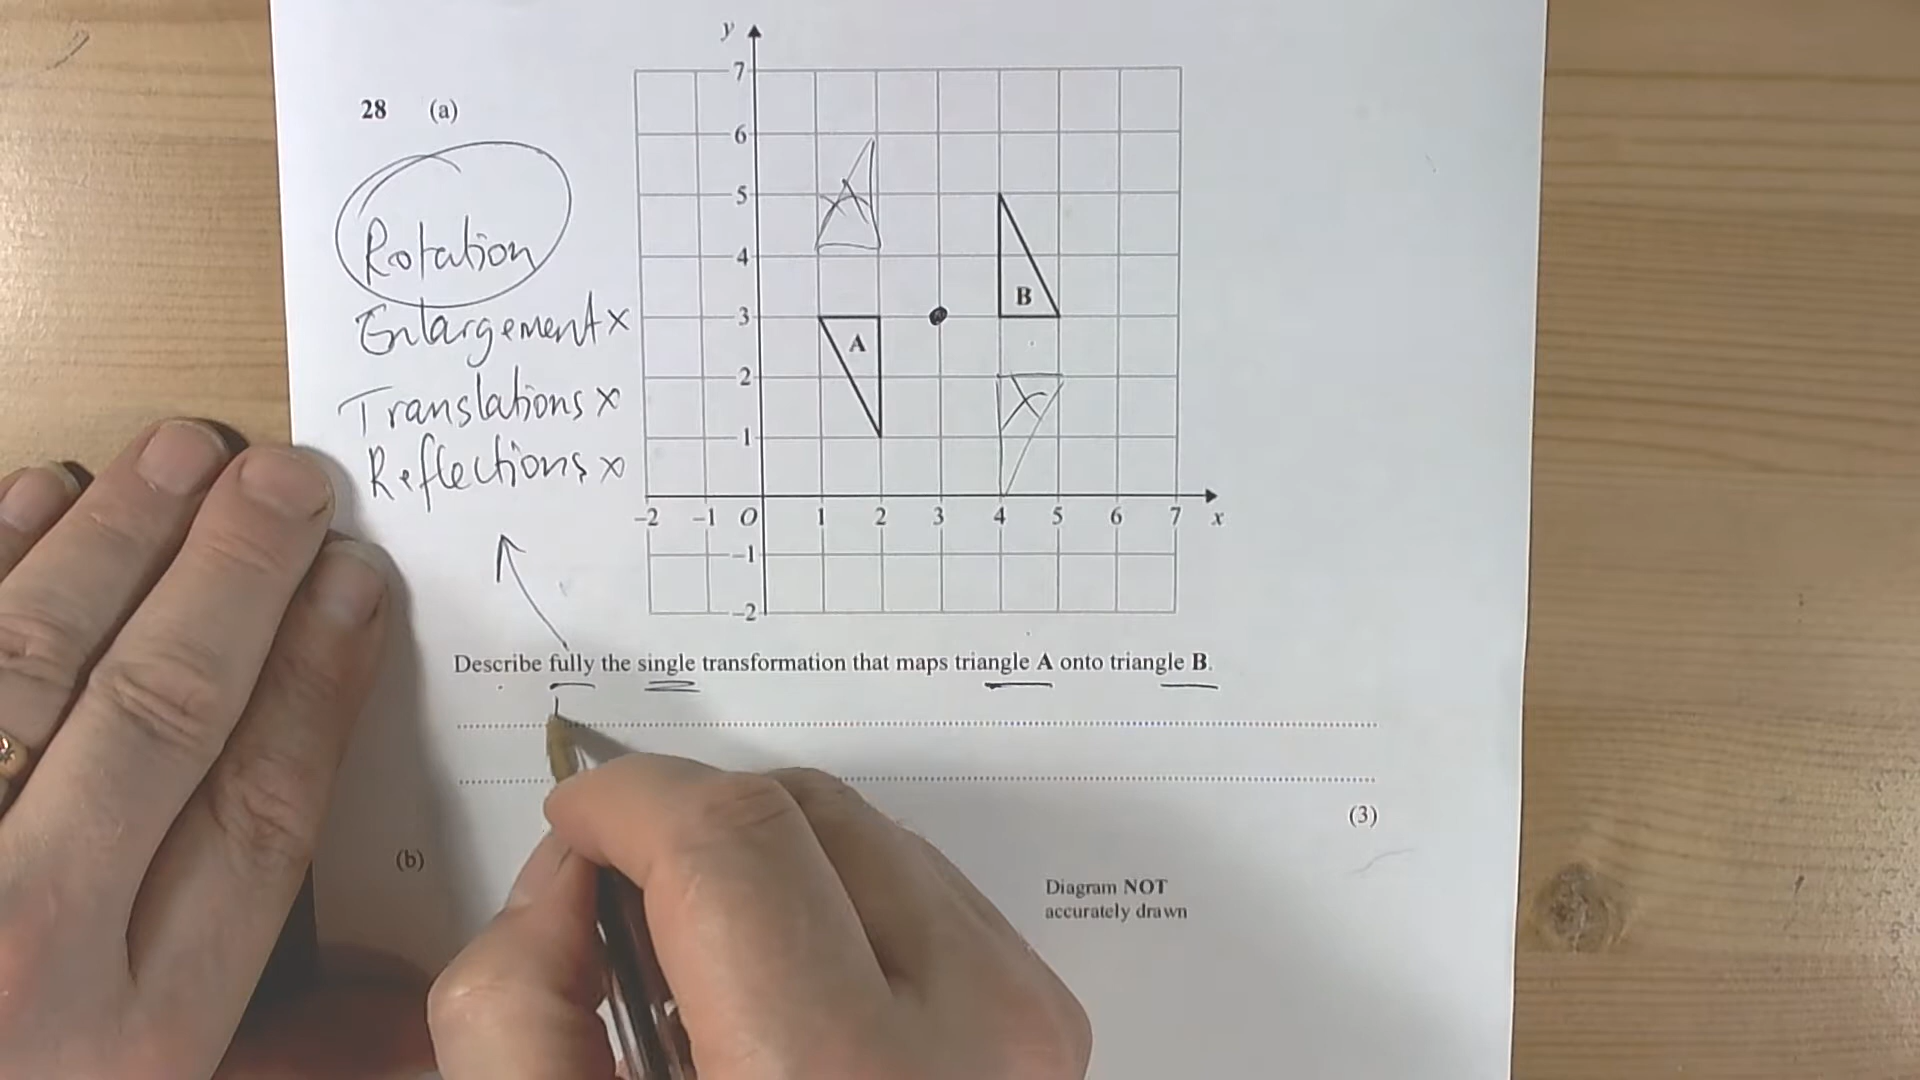 y
7
28 (a)
6
5
Rotation
4
B
Enlargement x
3
A
Translations x
2
1
Reflections x
-2 -1 O 1 2 3 4 5 6 7 x
-1
-2
Describe fully the single transformation that maps triangle A onto triangle B.
(3)
(b)
Diagram NOT
accurately drawn